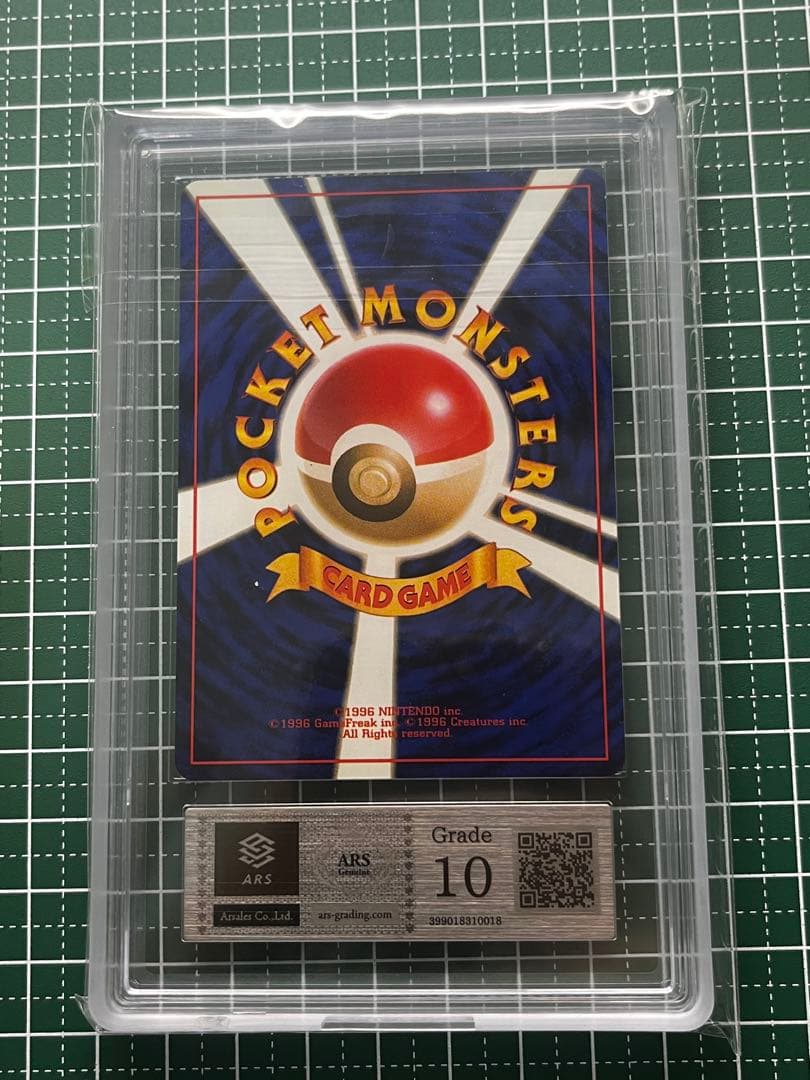 POCKET MONSTERS
CARD GAME
©1996 NINTENDO inc.
©1996 GameFreak inc. ©1996 Creatures inc.
All Rights reserved.
ARS
Arsales Co.,Ltd.
ARS
Genuine
ars-grading.com
Grade
10
399018310018